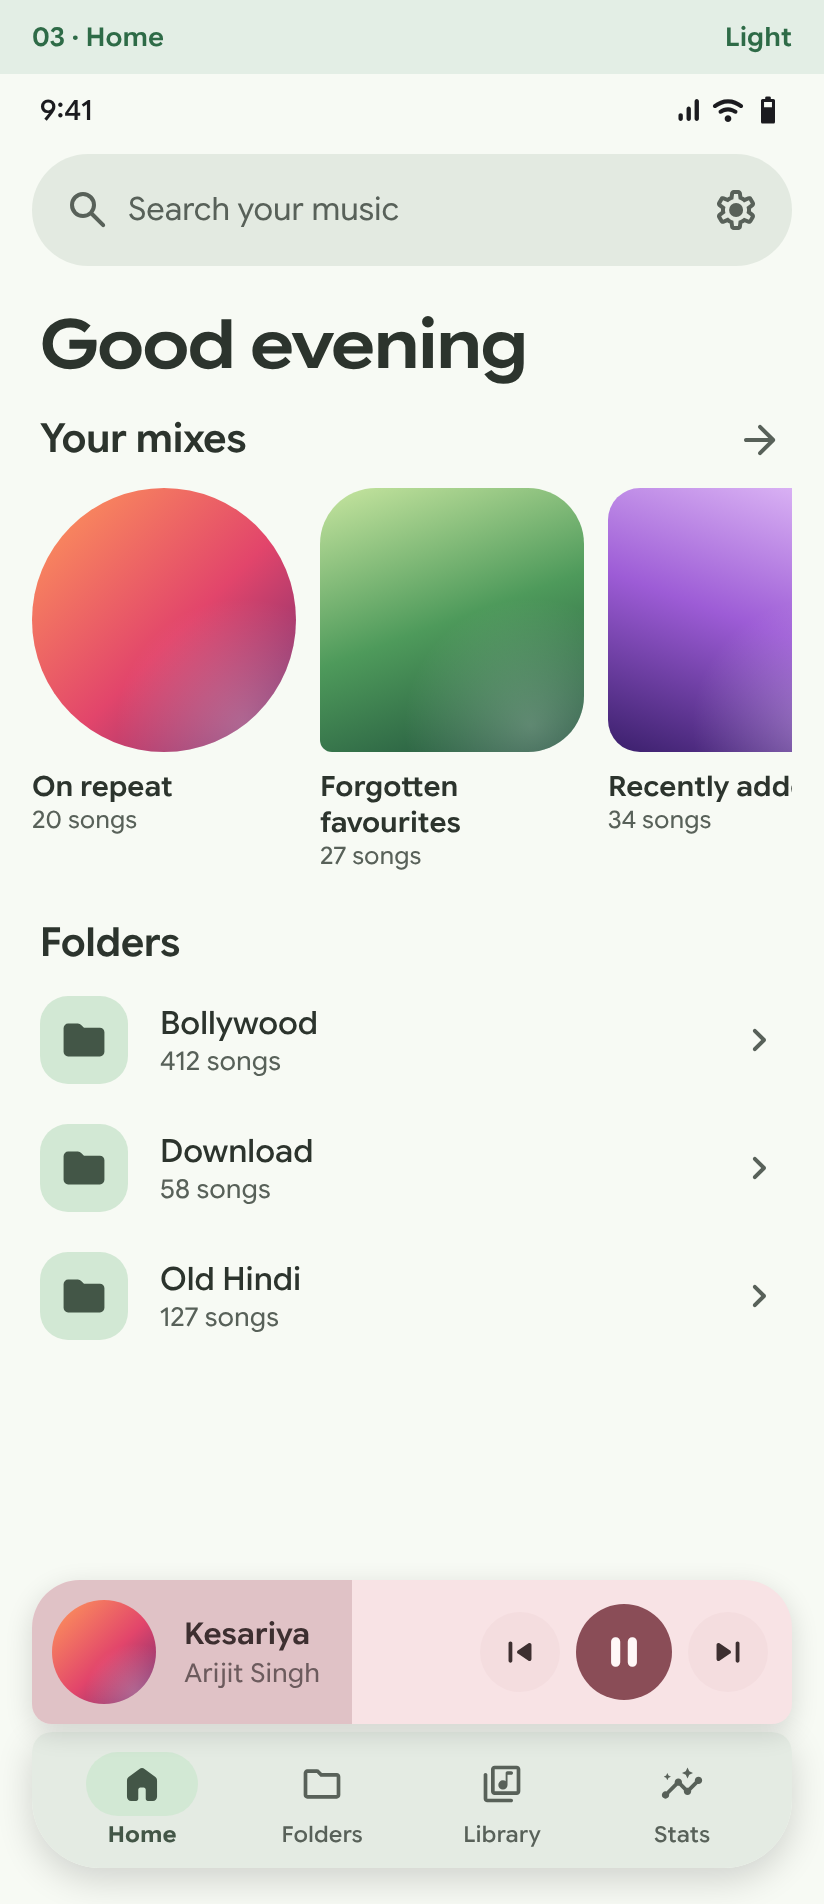 03 · Home Light
9:41
Search your music
Good evening
Your mixes
On repeat
20 songs
Forgotten
favourites
27 songs
Recently
34 songs
Folders
Bollywood
412 songs
Download
58 songs
Old Hindi
127 songs
Kesariya
Arijit Singh
Home Folders Library Stats